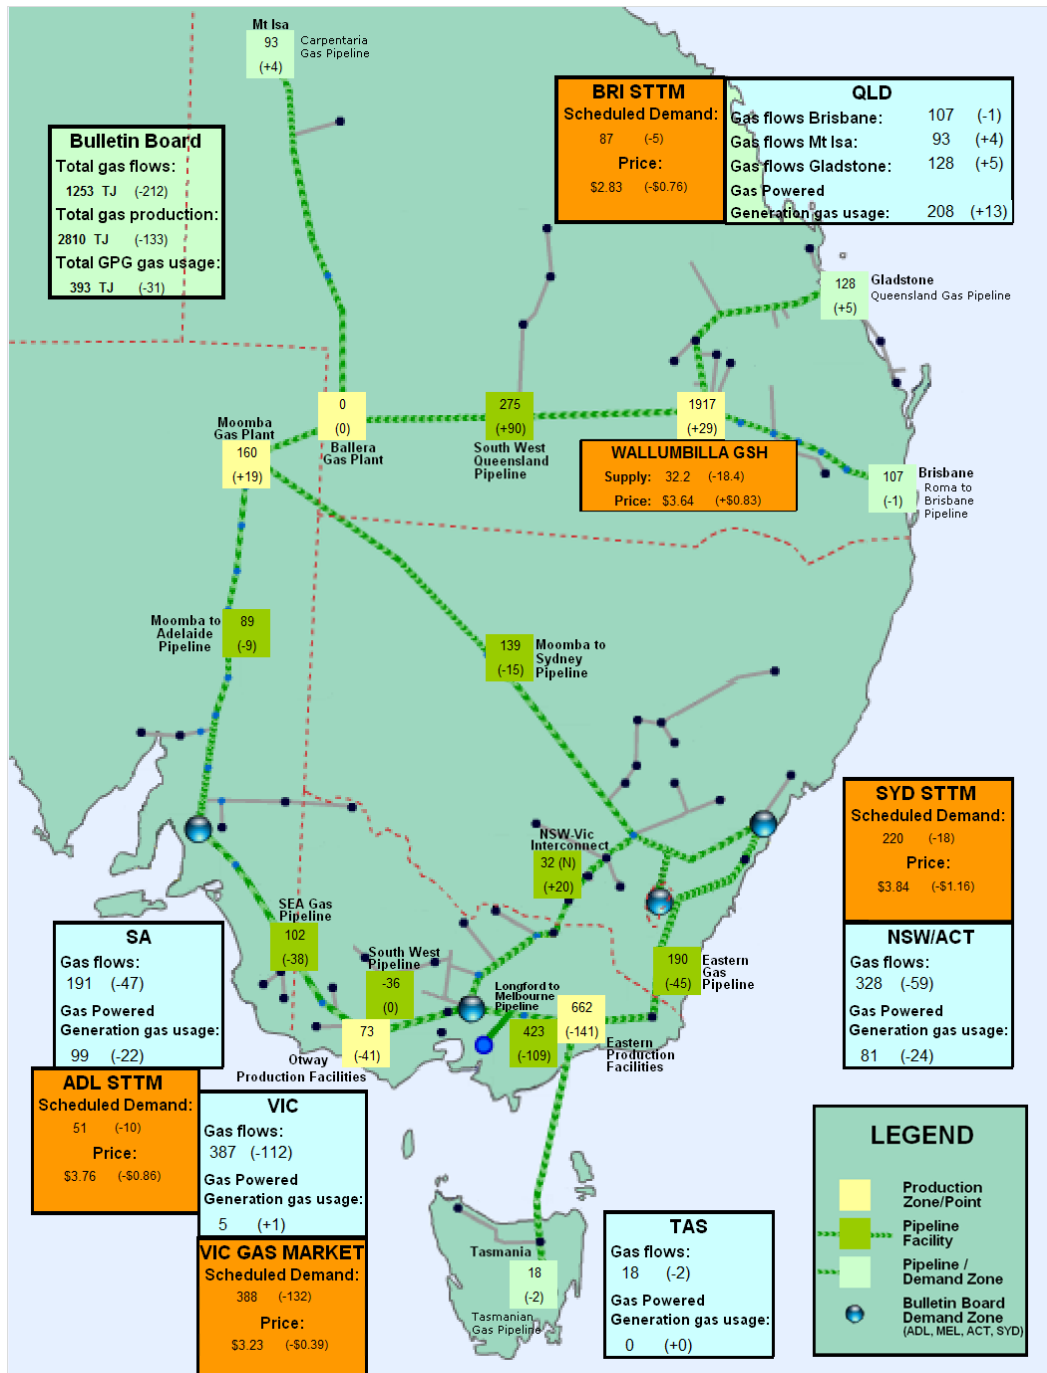 Mt Isa
93
(+4)
Carpentaria
Gas Pipeline
Bulletin Board
Total gas flows:
1253 TJ (-212)
Total gas production:
2810 TJ (-133)
Total GPG gas usage:
393 TJ (-31)
BRI STTM
Scheduled Demand:
87 (-5)
Price:
$2.83 (-$0.76)
QLD
Gas flows Brisbane: 107 (-1)
Gas flows Mt Isa: 93 (+4)
Gas flows Gladstone: 128 (+5)
Gas Powered
Generation gas usage: 208 (+13)
128
(+5)
Gladstone
Queensland Gas Pipeline
Moomba
Gas Plant
160
(+19)
0
(0)
Ballera
Gas Plant
275
(+90)
South West
Queensland
Pipeline
1917
(+29)
WALLUMBILLA GSH
Supply: 32.2 (-18.4)
Price: $3.64 (+$0.83)
107
(-1)
Brisbane
Roma to
Brisbane
Pipeline
Moomba to
Adelaide
Pipeline
89
(-9)
139
(-15)
Moomba to
Sydney
Pipeline
NSW-Vic
Interconnect
32 (N)
(+20)
SYD STTM
Scheduled Demand:
220 (-18)
Price:
$3.84 (-$1.16)
NSW/ACT
Gas flows:
328 (-59)
Gas Powered
Generation gas usage:
81 (-24)
SEA Gas
Pipeline
102
(-38)
South West
Pipeline
-36
(0)
190
(-45)
Eastern
Gas
Pipeline
Longford to
Melbourne
Pipeline
423
(-109)
662
(-141)
Eastern
Production
Facilities
73
(-41)
Otway
Production Facilities
SA
Gas flows:
191 (-47)
Gas Powered
Generation gas usage:
99 (-22)
ADL STTM
Scheduled Demand:
51 (-10)
Price:
$3.76 (-$0.86)
VIC
Gas flows:
387 (-112)
Gas Powered
Generation gas usage:
5 (+1)
VIC GAS MARKET
Scheduled Demand:
388 (-132)
Price:
$3.23 (-$0.39)
Tasmania
18
(-2)
Tasmanian
Gas Pipeline
TAS
Gas flows:
18 (-2)
Gas Powered
Generation gas usage:
0 (+0)
LEGEND
Production
Zone/Point
Pipeline
Facility
Pipeline /
Demand Zone
Bulletin Board
Demand Zone
(ADL, MEL, ACT, SYD)